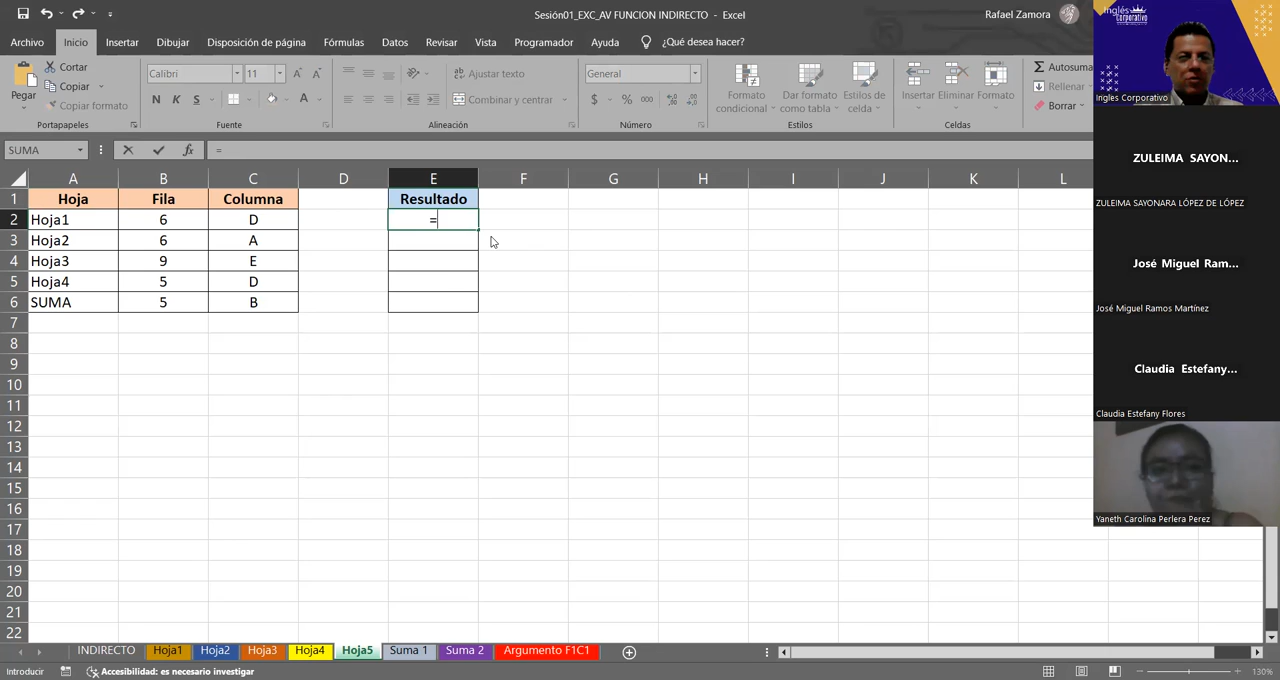 Sesión01_EXC_AV FUNCION INDIRECTO - Excel
Rafael Zamora
Archivo Inicio Insertar Dibujar Disposición de página Fórmulas Datos Revisar Vista Programador Ayuda ¿Qué desea hacer?
Pegar
Cortar
Copiar
Copiar formato
Portapapeles
Calibri 11
N K S
A
Fuente
Ajustar texto
Combinar y centrar
Alineación
General
$ % 000
Número
Formato condicional
Dar formato como tabla
Estilos de celda
Estilos
Insertar Eliminar Formato
Celdas
Autosuma
Rellenar
Borrar
SUMA
fx
=
A B C D E F G H I J K L
1 Hoja Fila Columna Resultado
2 Hoja1 6 D =
3 Hoja2 6 A
4 Hoja3 9 E
5 Hoja4 5 D
6 SUMA 5 B
7
8
9
10
11
12
13
14
15
16
17
18
19
20
21
22
INDIRECTO Hoja1 Hoja2 Hoja3 Hoja4 Hoja5 Suma 1 Suma 2 Argumento F1C1
Introducir
Accesibilidad: es necesario investigar
130%
Inglés Corporativo
Ingles Corporativo
ZULEIMA SAYON...
ZULEIMA SAYONARA LÓPEZ DE LÓPEZ
José Miguel Ram...
José Miguel Ramos Martínez
Claudia Estefany...
Claudia Estefany Flores
Yaneth Carolina Perlera Perez